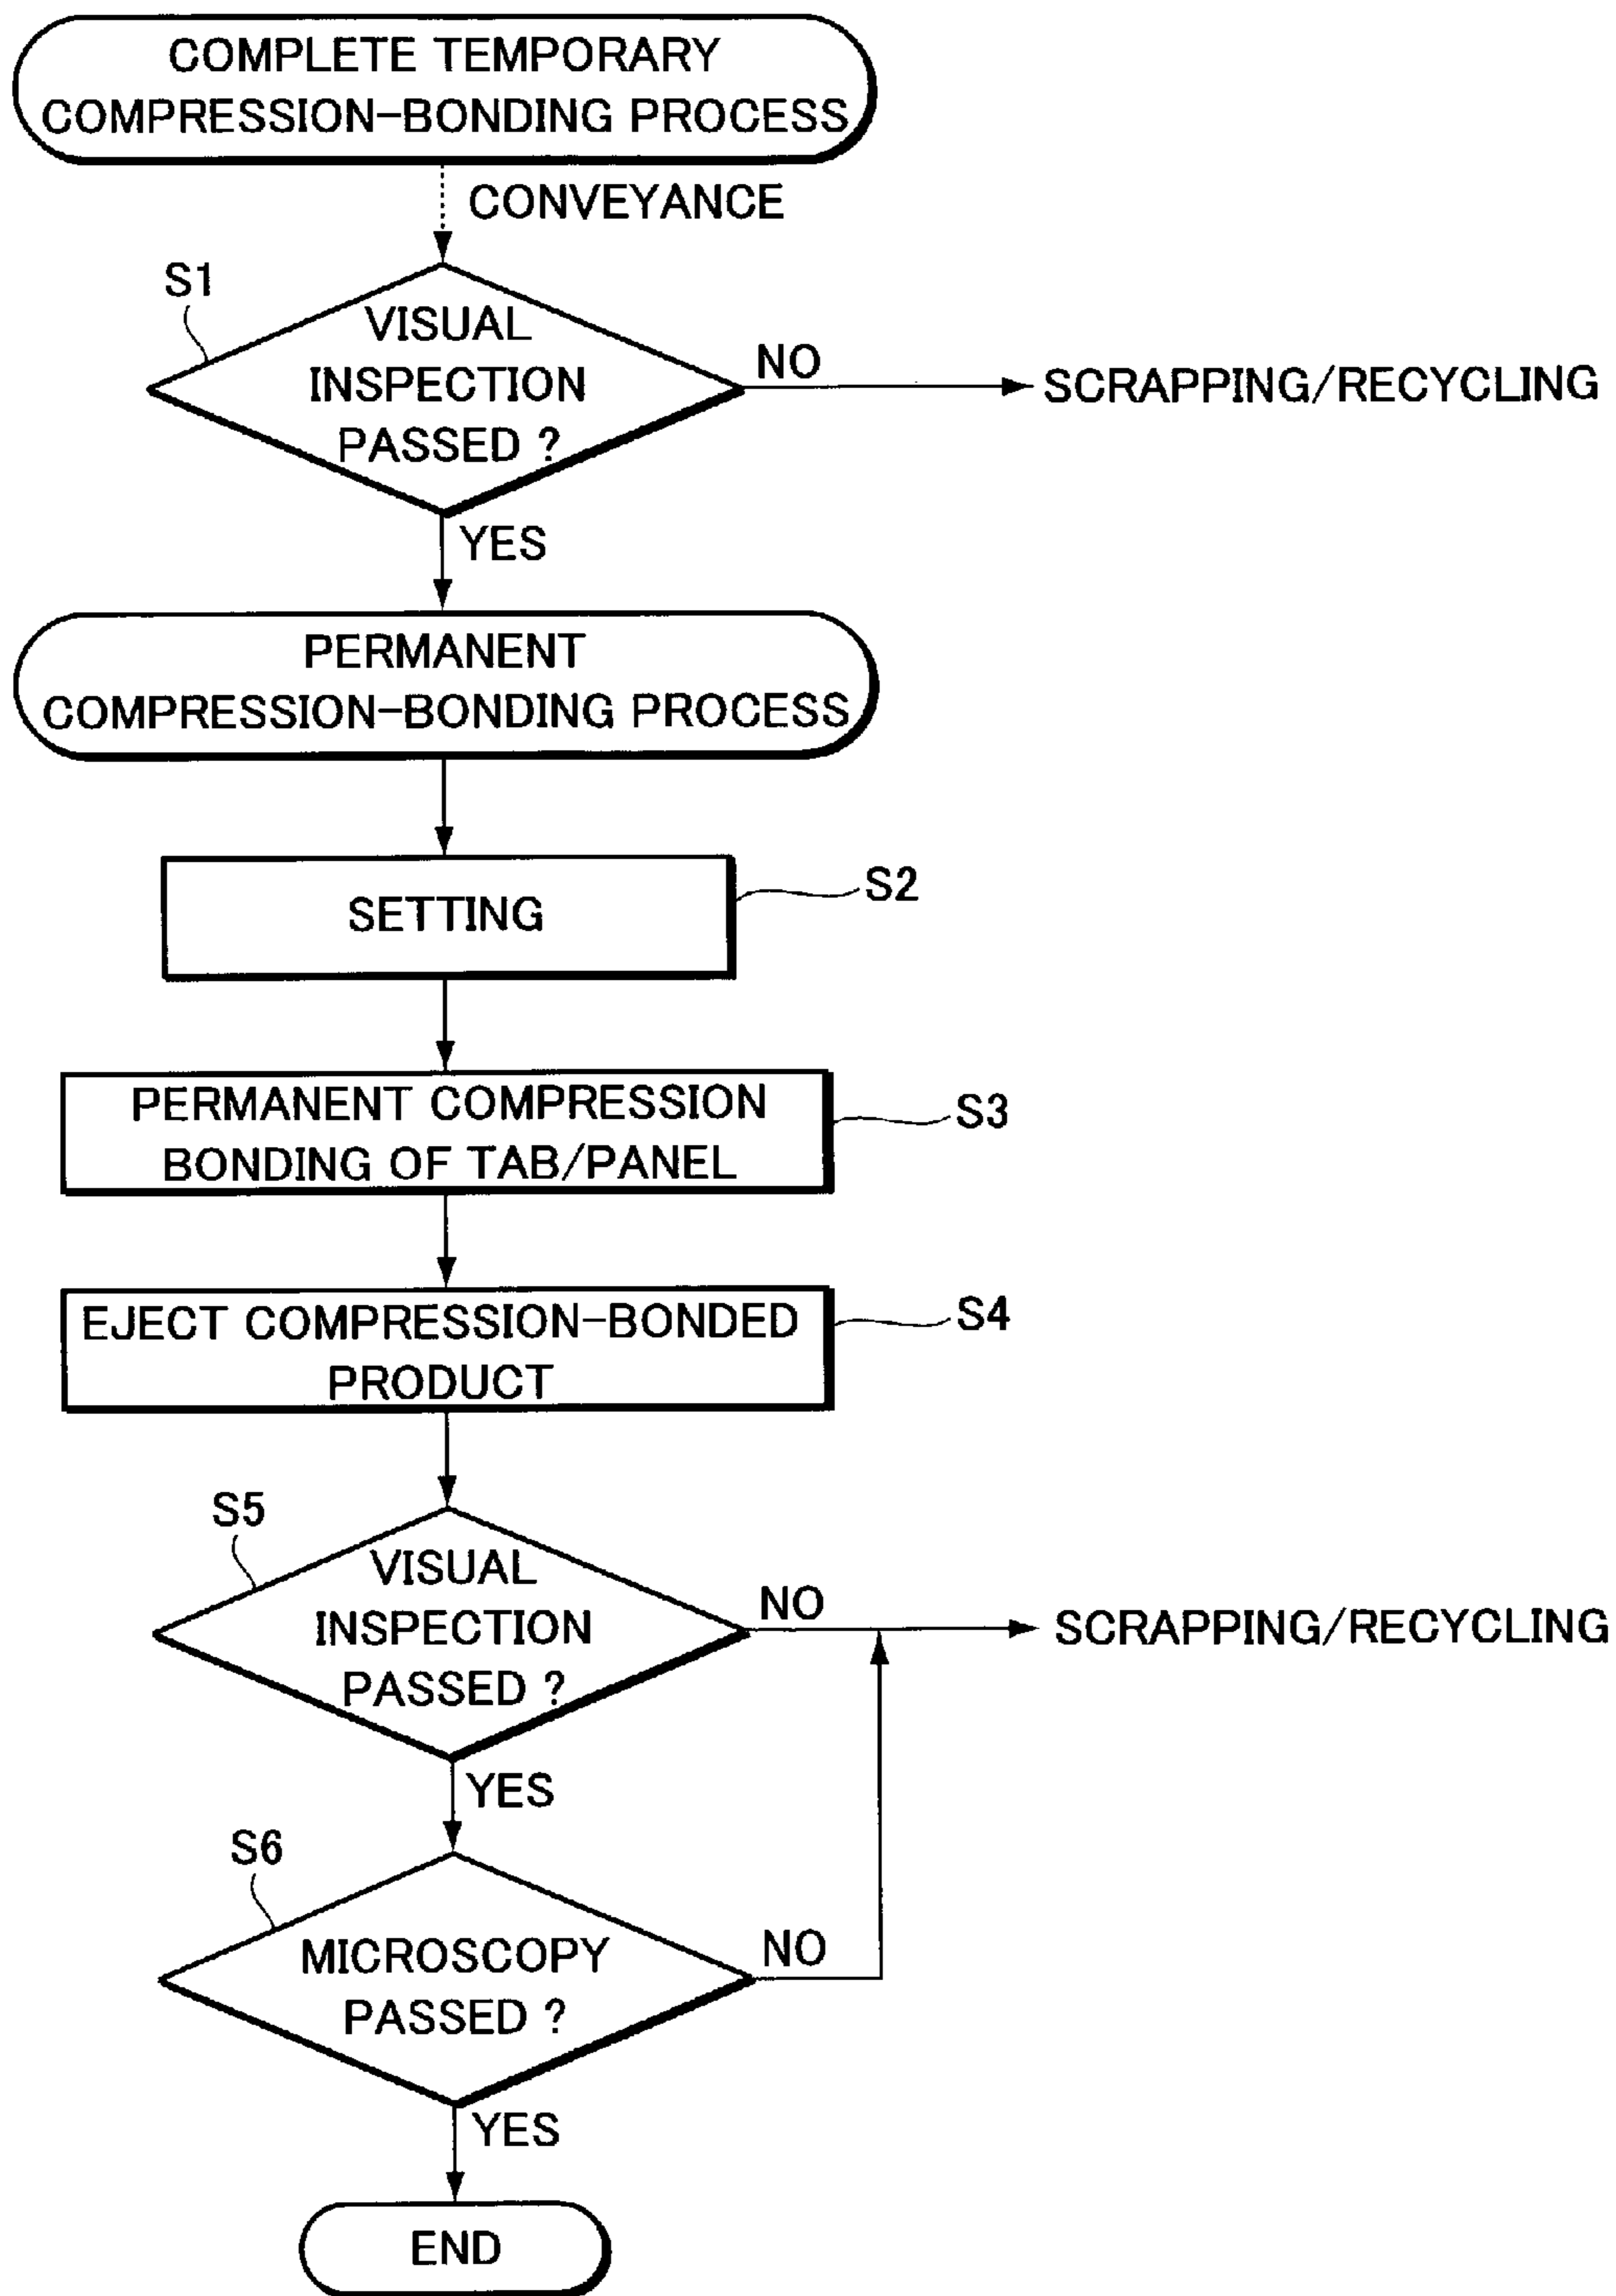 COMPLETE TEMPORARY
COMPRESSION-BONDING PROCESS
CONVEYANCE
S1
VISUAL
INSPECTION
PASSED ?
NO
SCRAPPING/RECYCLING
YES
PERMANENT
COMPRESSION-BONDING PROCESS
SETTING
S2
PERMANENT COMPRESSION
BONDING OF TAB/PANEL
S3
EJECT COMPRESSION-BONDED
PRODUCT
S4
S5
VISUAL
INSPECTION
PASSED ?
NO
SCRAPPING/RECYCLING
YES
S6
MICROSCOPY
PASSED ?
NO
YES
END